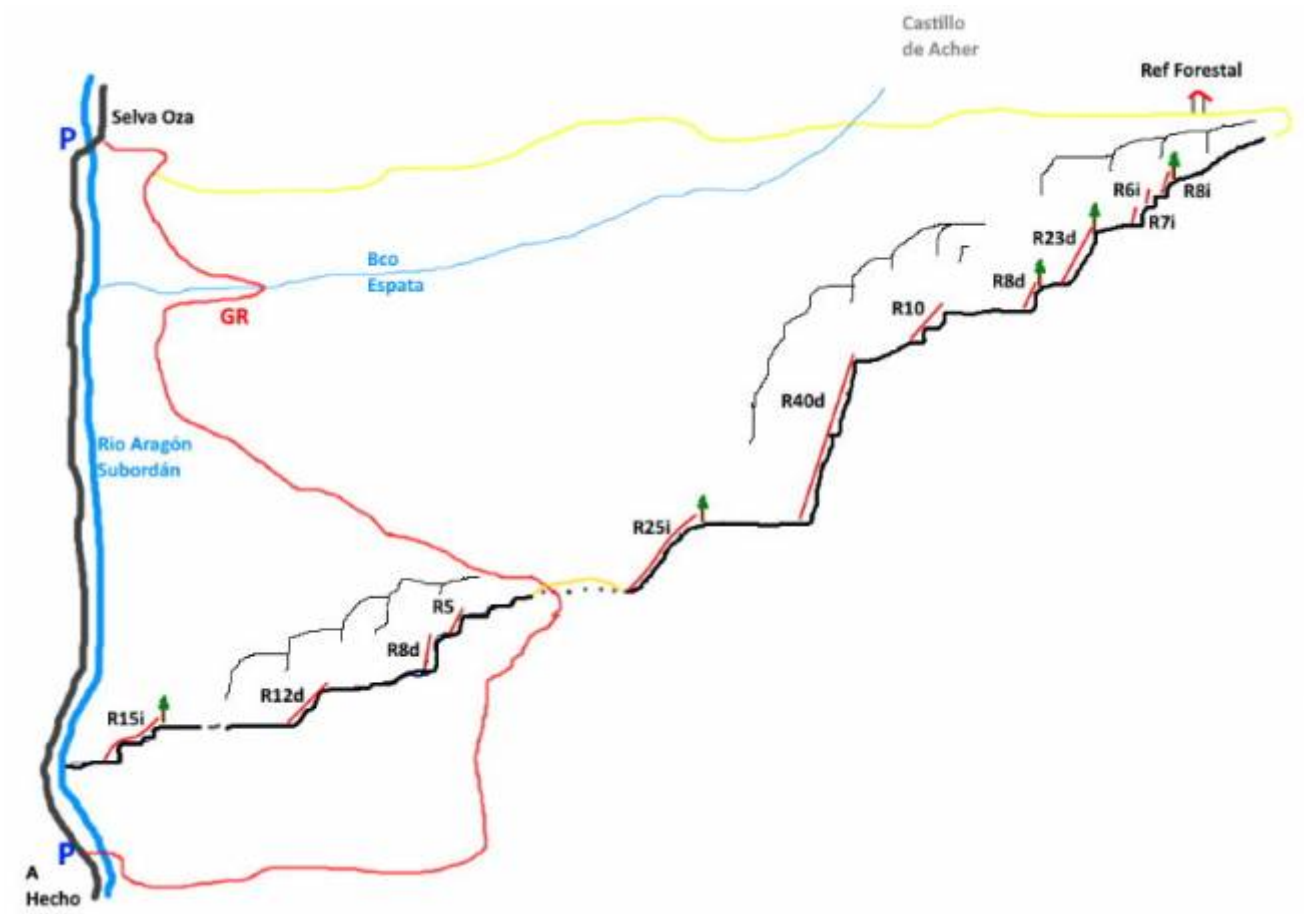 Castillo
de Acher
Ref Forestal
Selva Oza
P
R6i
R8i
R7i
R23d
Bco
Espata
R8d
GR
R10
R40d
Rio Aragón
Subordán
R25i
R5
R8d
R12d
R15i
P
A
Hecho